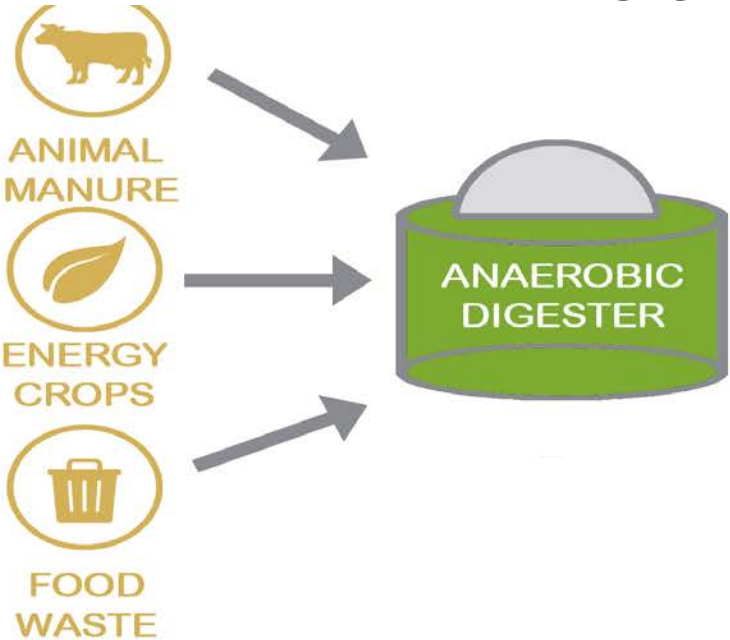 ANIMAL
MANURE
ENERGY
CROPS
FOOD
WASTE
ANAEROBIC
DIGESTER